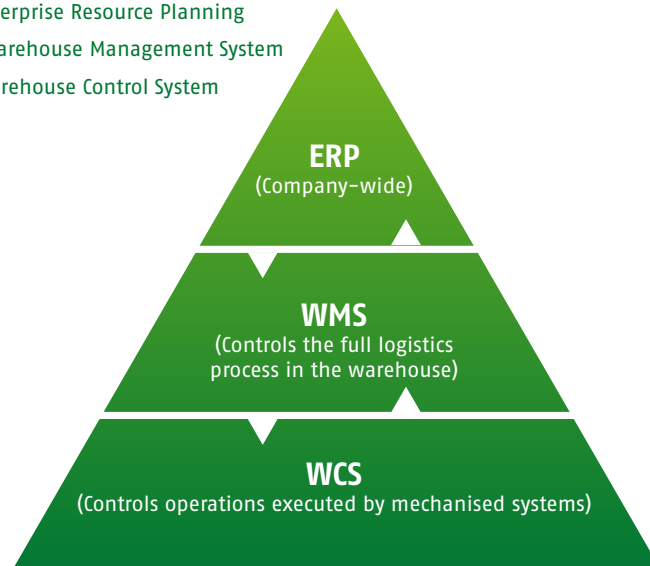 erprise Resource Planning
arehouse Management System
rehouse Control System
ERP
(Company-wide)
WMS
(Controls the full logistics
process in the warehouse)
WCS
(Controls operations executed by mechanised systems)